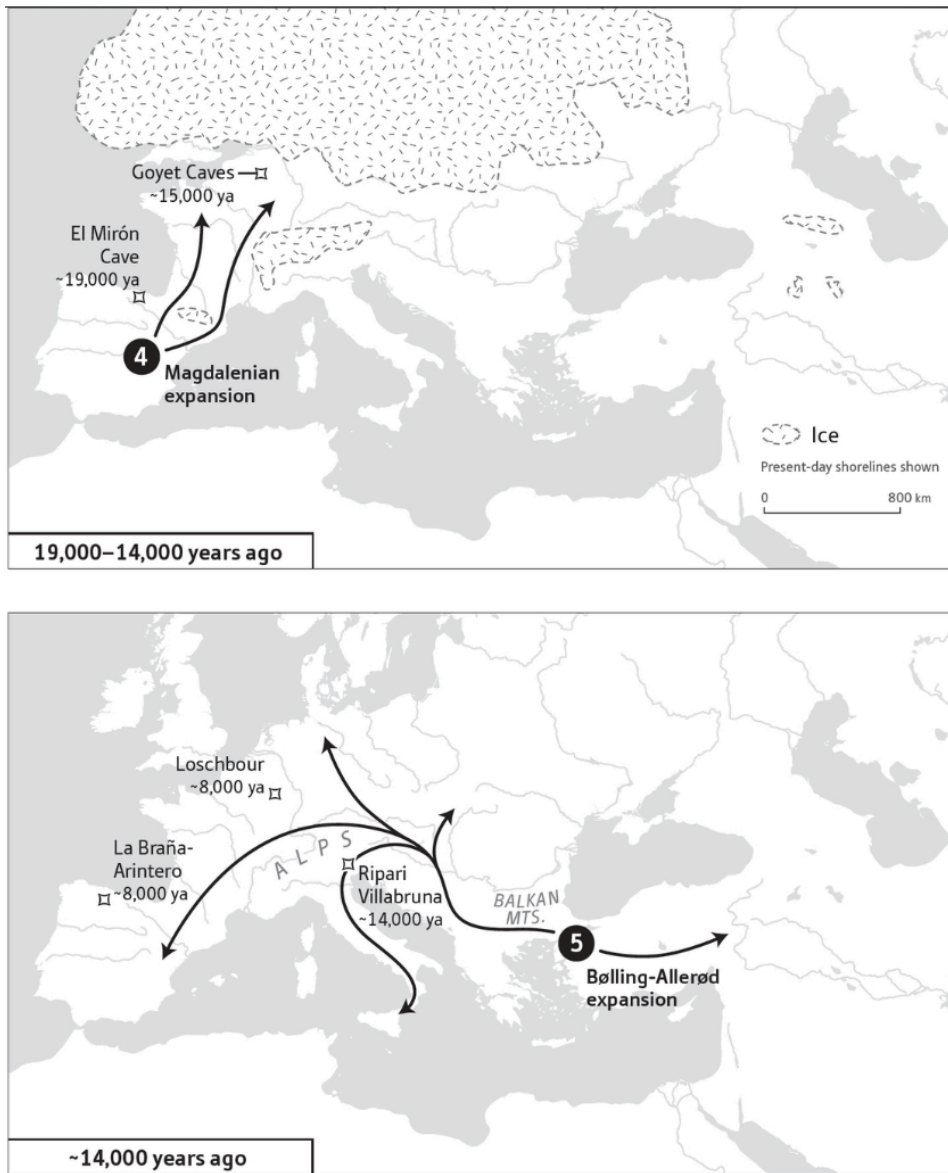 Goyet Caves
~15,000 ya
El Mirón
Cave
~19,000 ya
4
Magdalenian
expansion
Ice
Present-day shorelines shown
0 800 km
19,000–14,000 years ago
Loschbour
~8,000 ya
La Braña-
Arintero
~8,000 ya
ALPS
Ripari
Villabruna
~14,000 ya
BALKAN
MTS.
5
Bølling-Allerød
expansion
~14,000 years ago